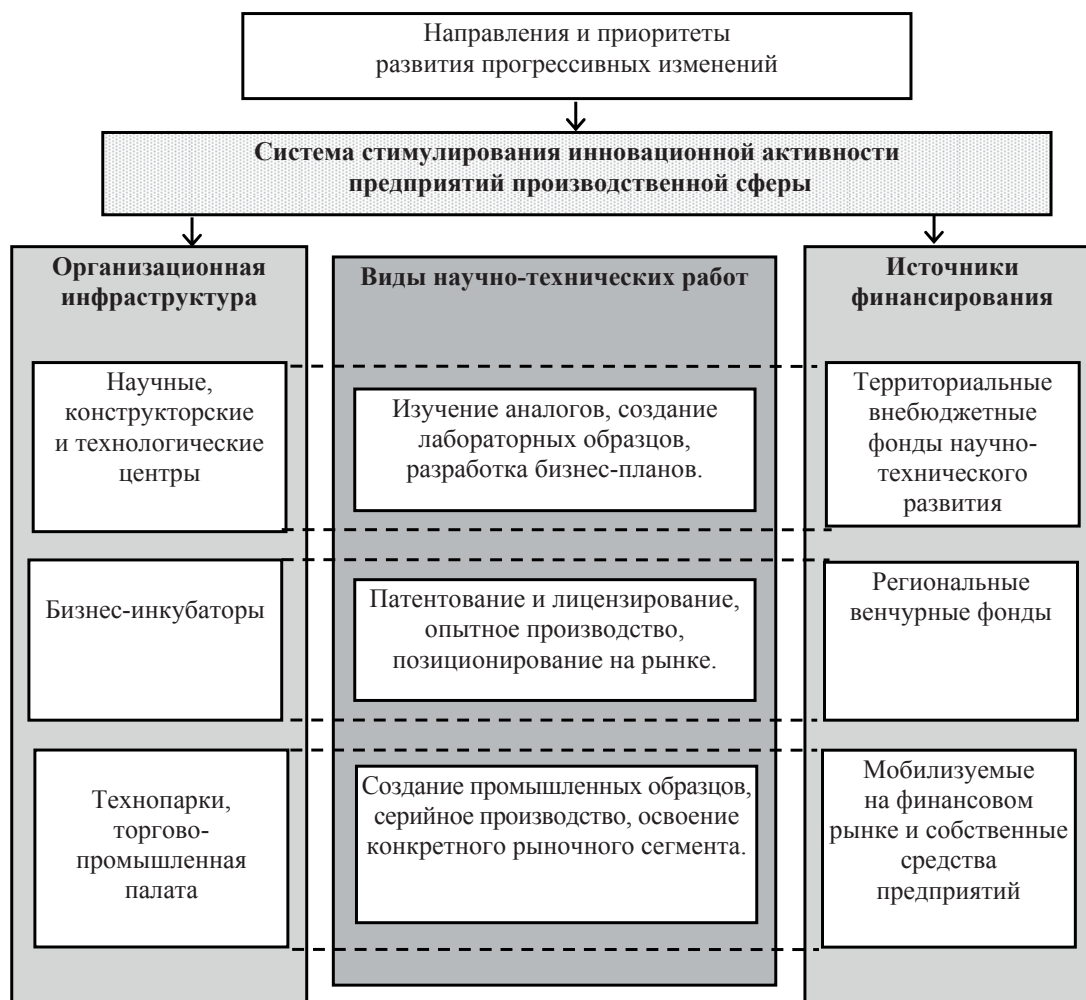 Направления и приоритеты
развития прогрессивных изменений
Система стимулирования инновационной активности
предприятий производственной сферы
Организационная
инфраструктура
Виды научно-технических работ
Источники
финансирования
Научные,
конструкторские
и технологические
центры
Изучение аналогов, создание
лабораторных образцов,
разработка бизнес-планов.
Территориальные
внебюджетные
фонды научно-
технического
развития
Бизнес-инкубаторы
Патентование и лицензирование,
опытное производство,
позиционирование на рынке.
Региональные
венчурные фонды
Технопарки,
торгово-
промышленная
палата
Создание промышленных образцов,
серийное производство, освоение
конкретного рыночного сегмента.
Мобилизуемые
на финансовом
рынке и собственные
средства
предприятий